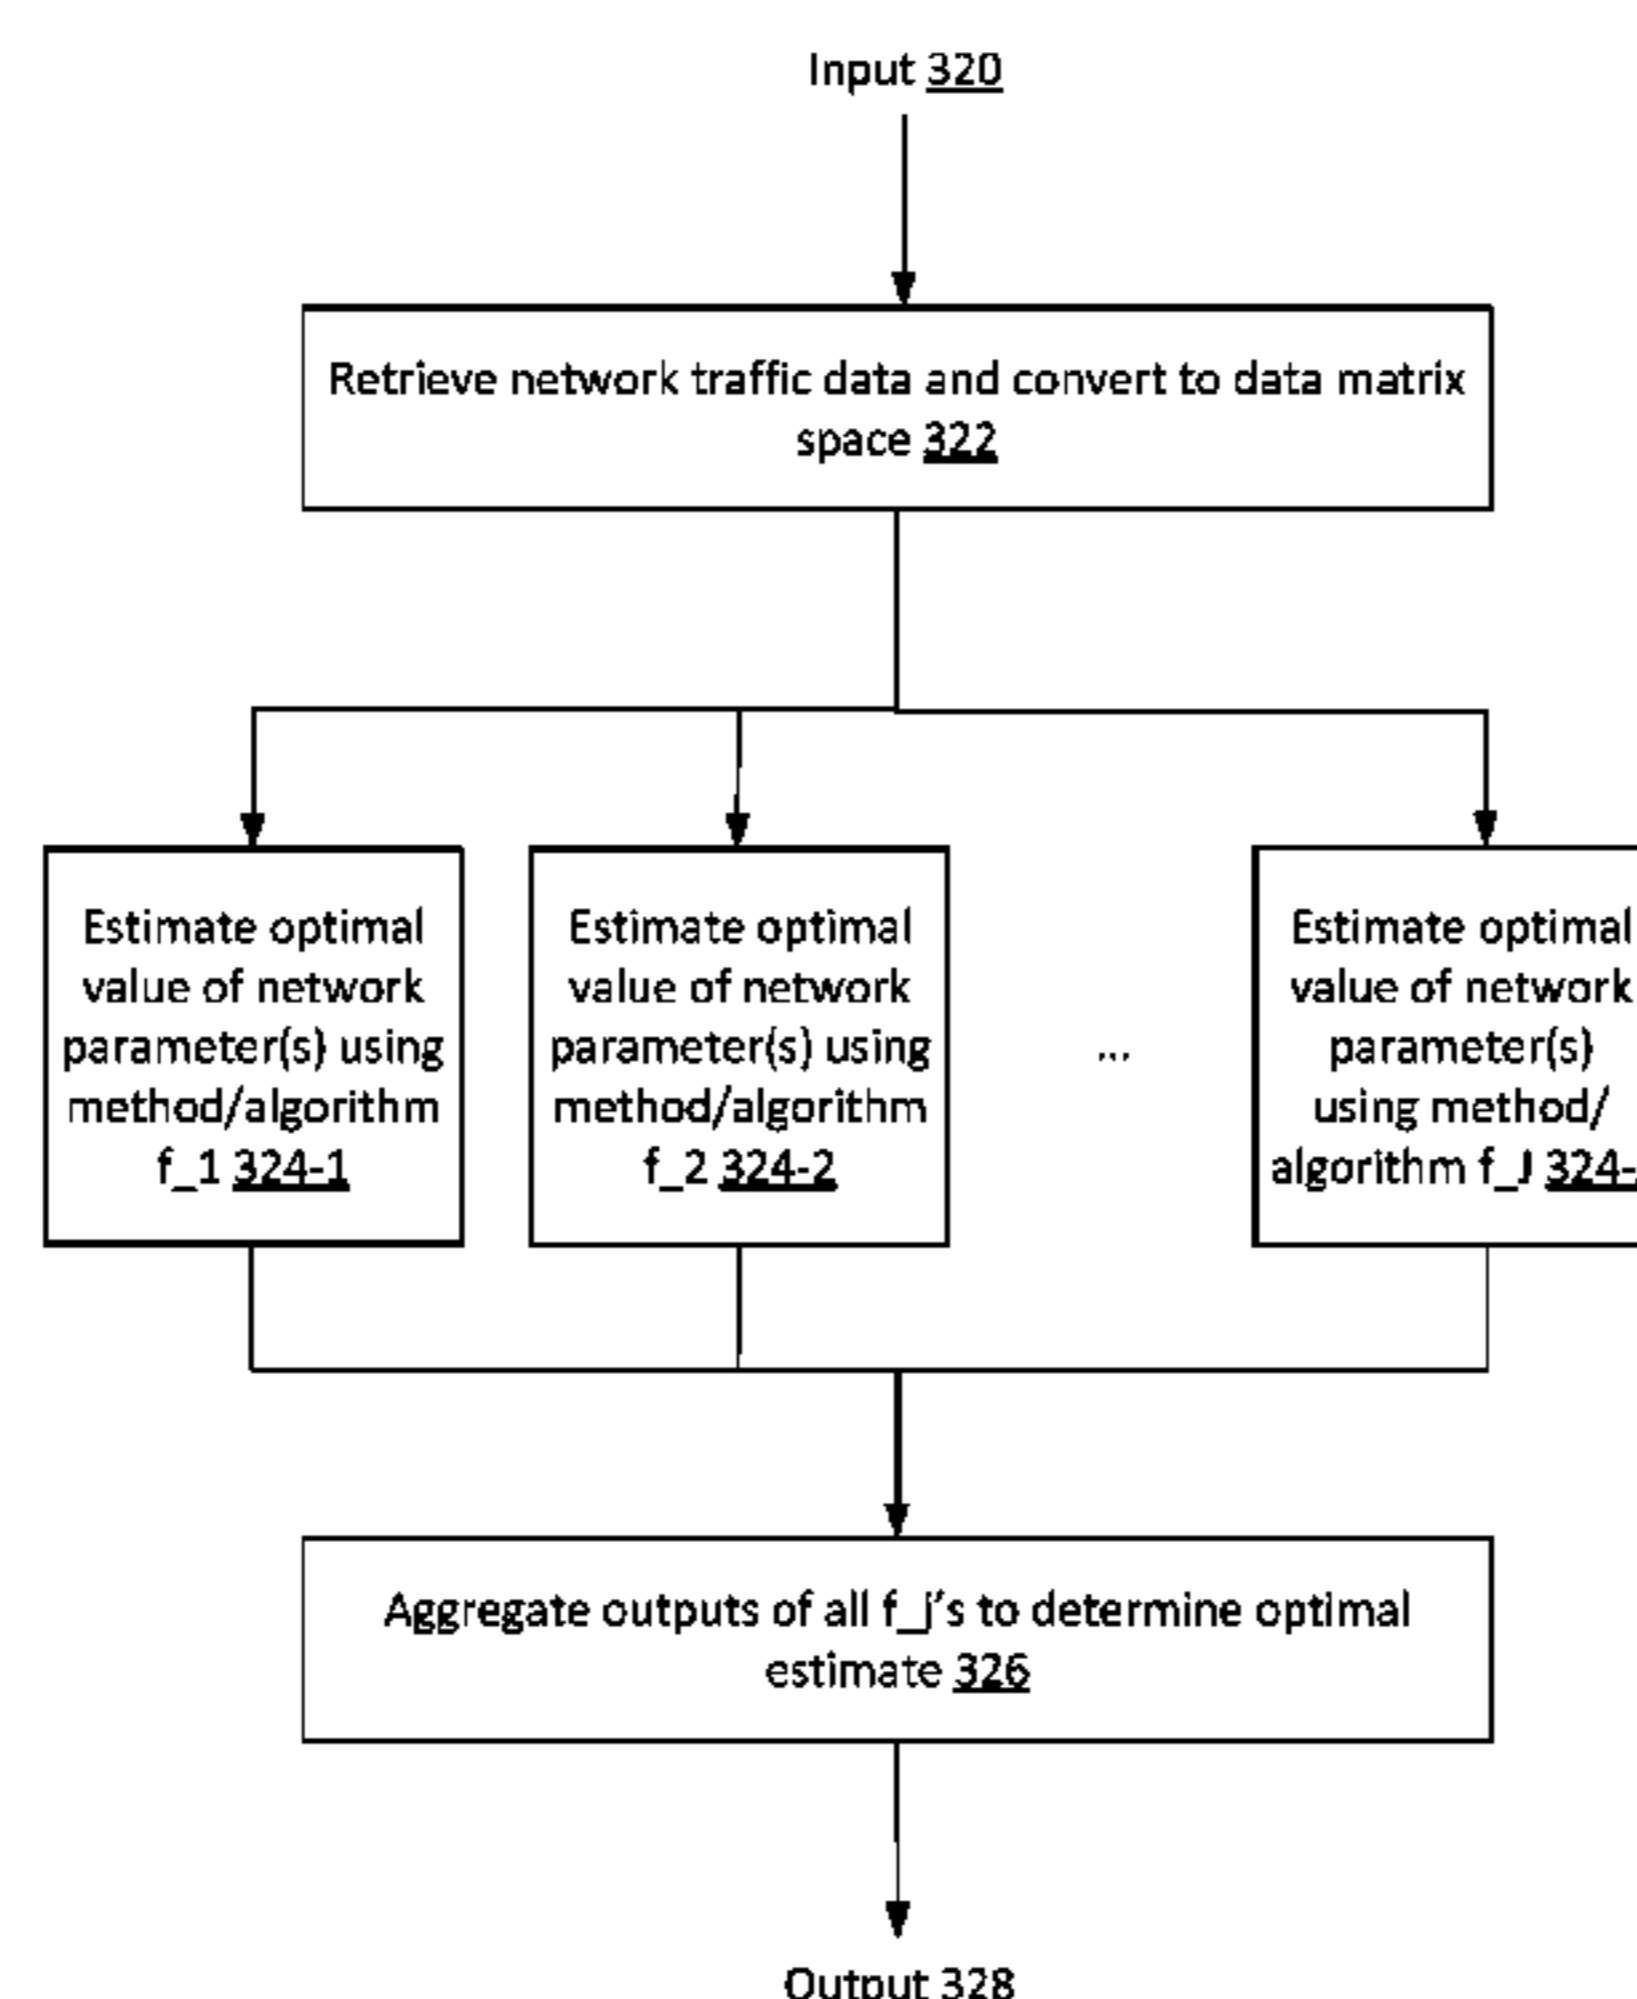 Input 320
Retrieve network traffic data and convert to data matrix
space 322
Estimate optimal
value of network
parameter(s) using
method/algorithm
f_1 324-1
Estimate optimal
value of network
parameter(s) using
method/algorithm
f_2 324-2
...
Estimate optimal
value of network
parameter(s)
using method/
algorithm f_J
Aggregate outputs of all f_j's to determine optimal
estimate 326
Output 328